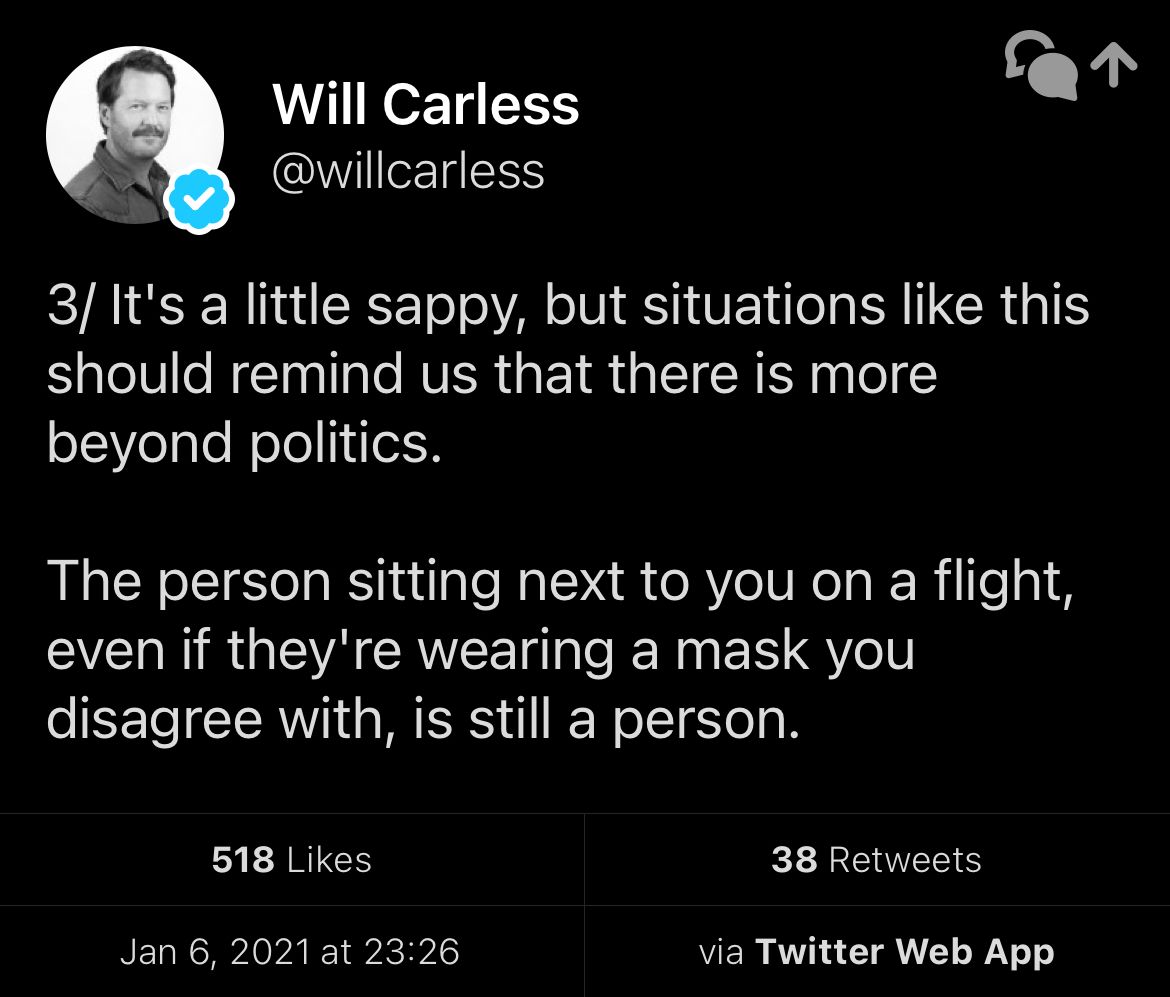 Will Carless
@willcarless
3/ It's a little sappy, but situations like this
should remind us that there is more
beyond politics.
The person sitting next to you on a flight,
even if they're wearing a mask you
disagree with, is still a person.
518 Likes
38 Retweets
Jan 6, 2021 at 23:26
via Twitter Web App